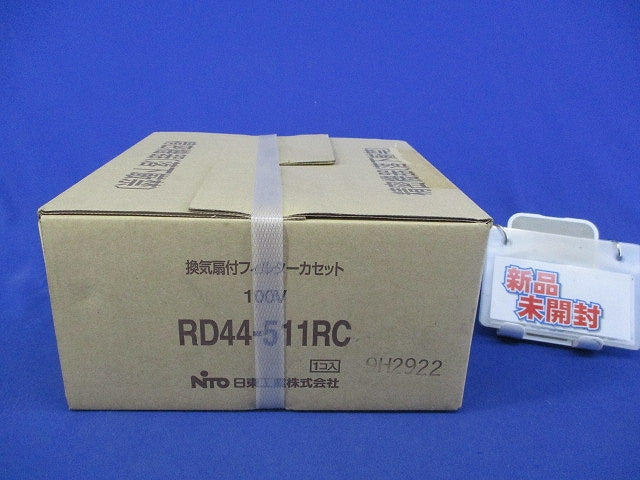 換気扇付フィルターカセット
100V
RD44-511RC
1コ入
9H2922
NITO 日東工業株式会社
新品
未開封